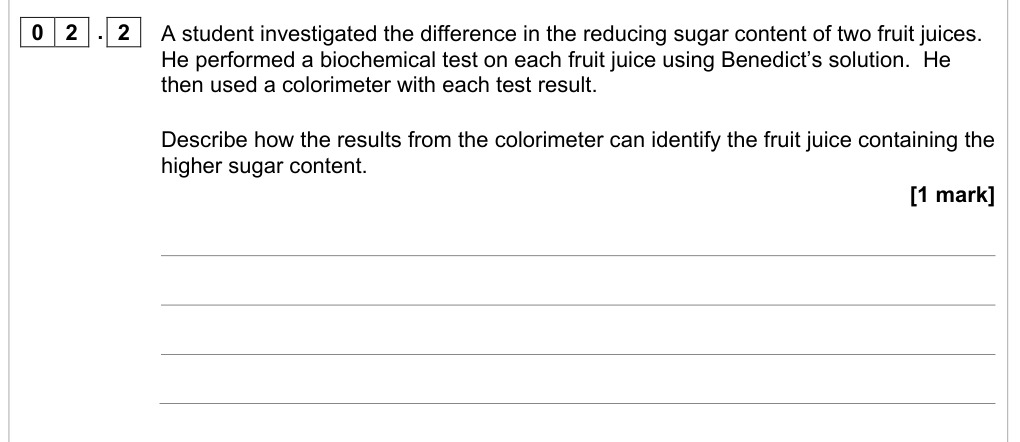 0 2 . 2 A student investigated the difference in the reducing sugar content of two fruit juices.
He performed a biochemical test on each fruit juice using Benedict's solution. He
then used a colorimeter with each test result.
Describe how the results from the colorimeter can identify the fruit juice containing the
higher sugar content.
[1 mark]